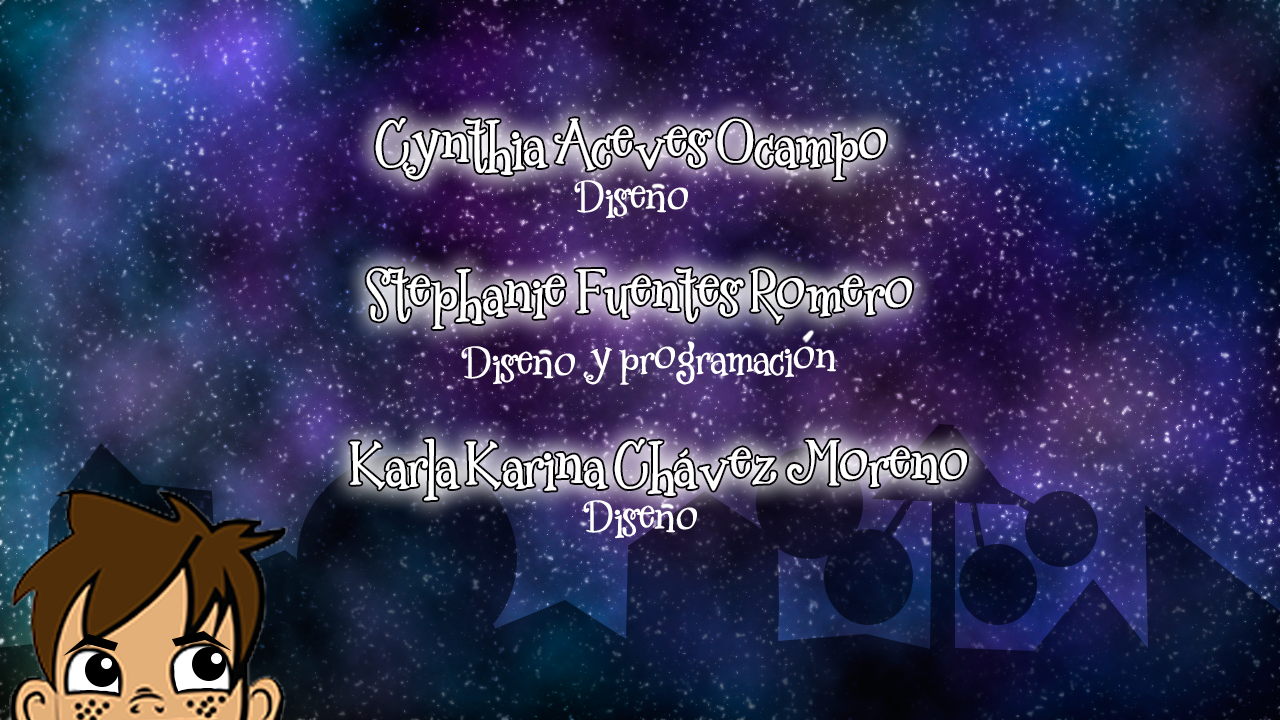 Cynthia Aceves Ocampo
Diseño
Stephanie Fuentes Romero
Diseño y programación
Karla Karina Chávez Moreno
Diseño